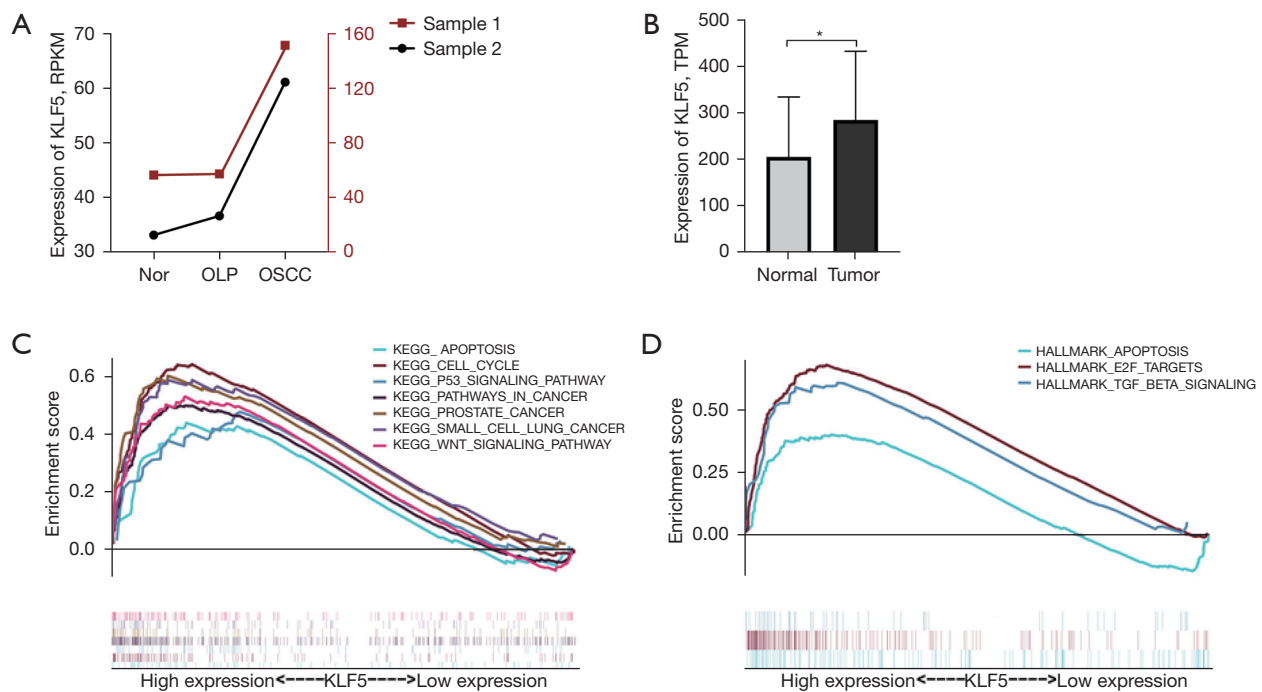 A
Expression of KLF5, RPKM
70
60
50
40
30
160
120
80
40
0
Nor OLP OSCC
Sample 1
Sample 2
B
Expression of KLF5, TPM
500
400
300
200
100
0
*
Normal Tumor
C
Enrichment score
0.6
0.4
0.2
0.0
KEGG_ APOPTOSIS
KEGG_CELL_CYCLE
KEGG_P53_SIGNALING_PATHWAY
KEGG_PATHWAYS_IN_CANCER
KEGG_PROSTATE_CANCER
KEGG_SMALL_CELL_LUNG_CANCER
KEGG_WNT_SIGNALING_PATHWAY
High expression<----KLF5---->Low expression
D
Enrichment score
0.50
0.25
0.00
HALLMARK_APOPTOSIS
HALLMARK_E2F_TARGETS
HALLMARK_TGF_BETA_SIGNALING
High expression<----KLF5---->Low expression